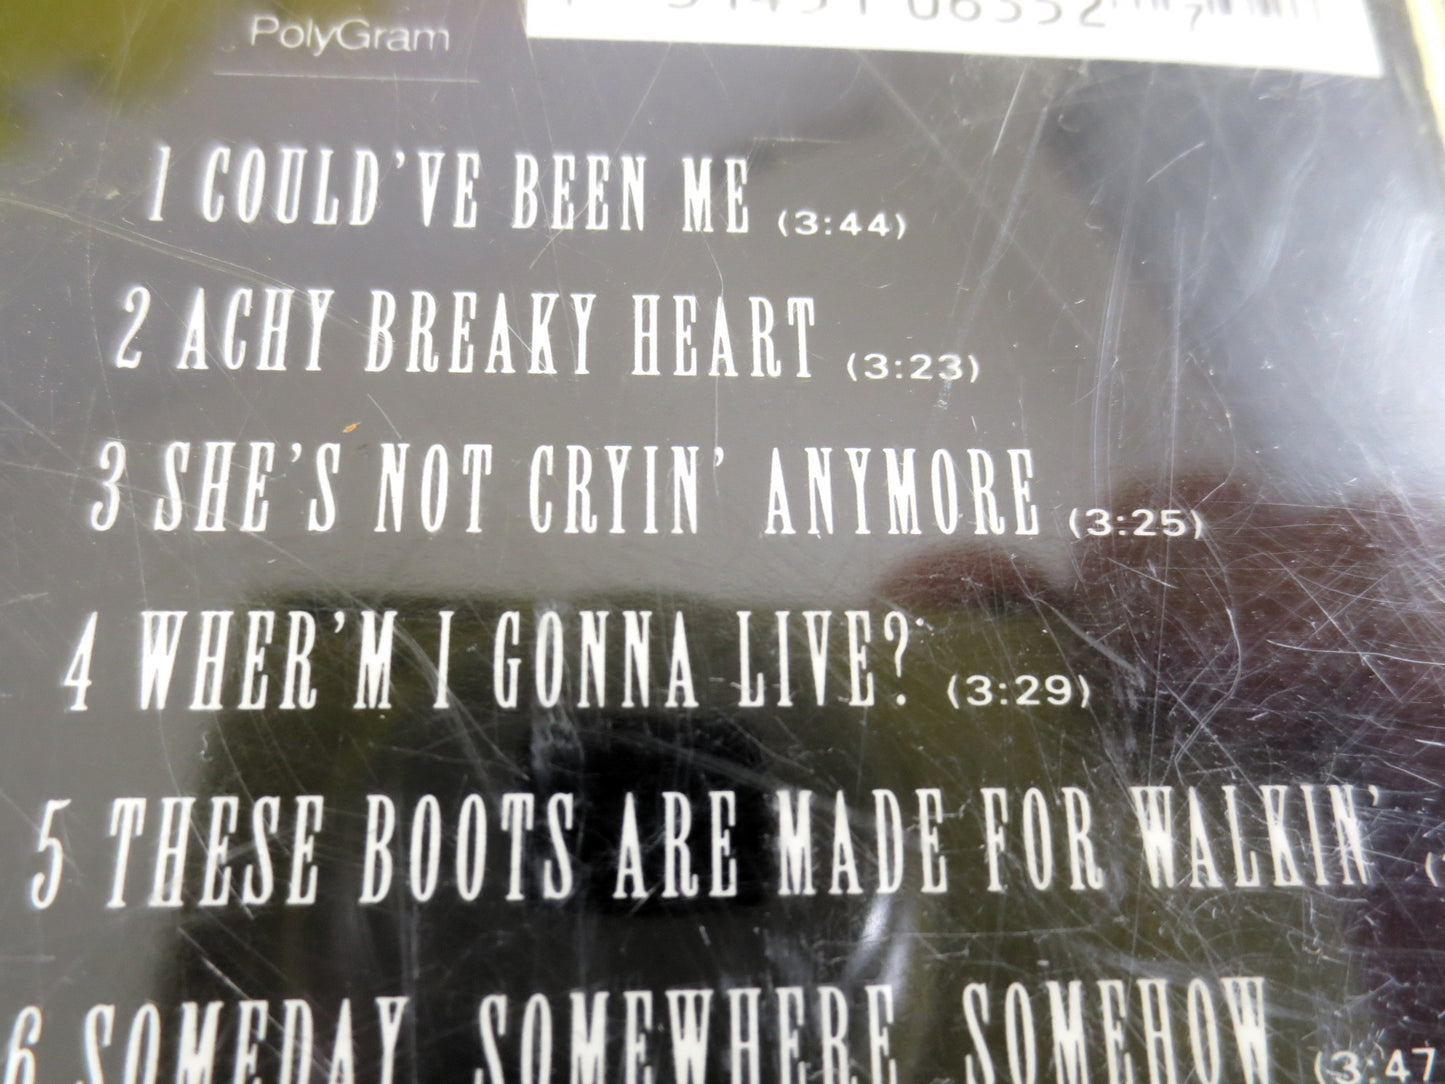 PolyGram
1 COULD'VE BEEN ME (3:44)
2 ACHY BREAKY HEART (3:23)
3 SHE'S NOT CRYIN' ANYMORE (3:25)
4 WHER'M I GONNA LIVE? (3:29)
5 THESE BOOTS ARE MADE FOR WALKIN'
6 SOMEDAY SOMEWHERE SOMEHOW (3:47